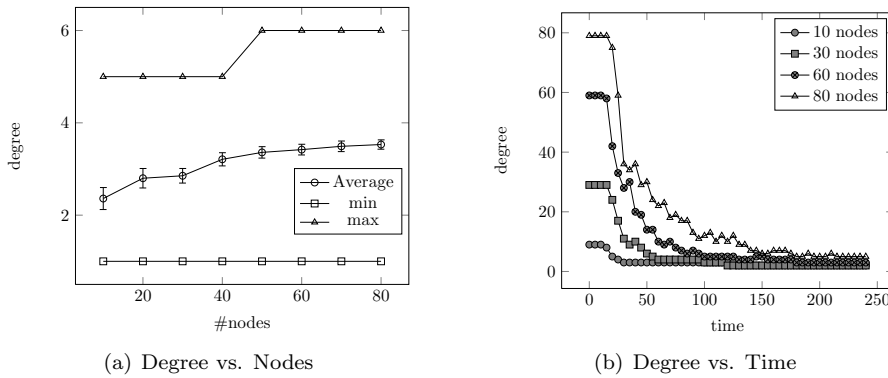 6
4
2
degree
20
40
60
80
#nodes
Average
min
max
(a) Degree vs. Nodes
80
60
40
20
0
degree
0
50
100
150
200
250
time
10 nodes
30 nodes
60 nodes
80 nodes
(b) Degree vs. Time